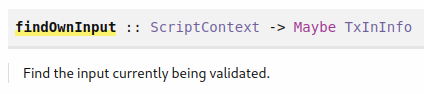 findOwnInput :: ScriptContext -> Maybe TxInInfo
Find the input currently being validated.